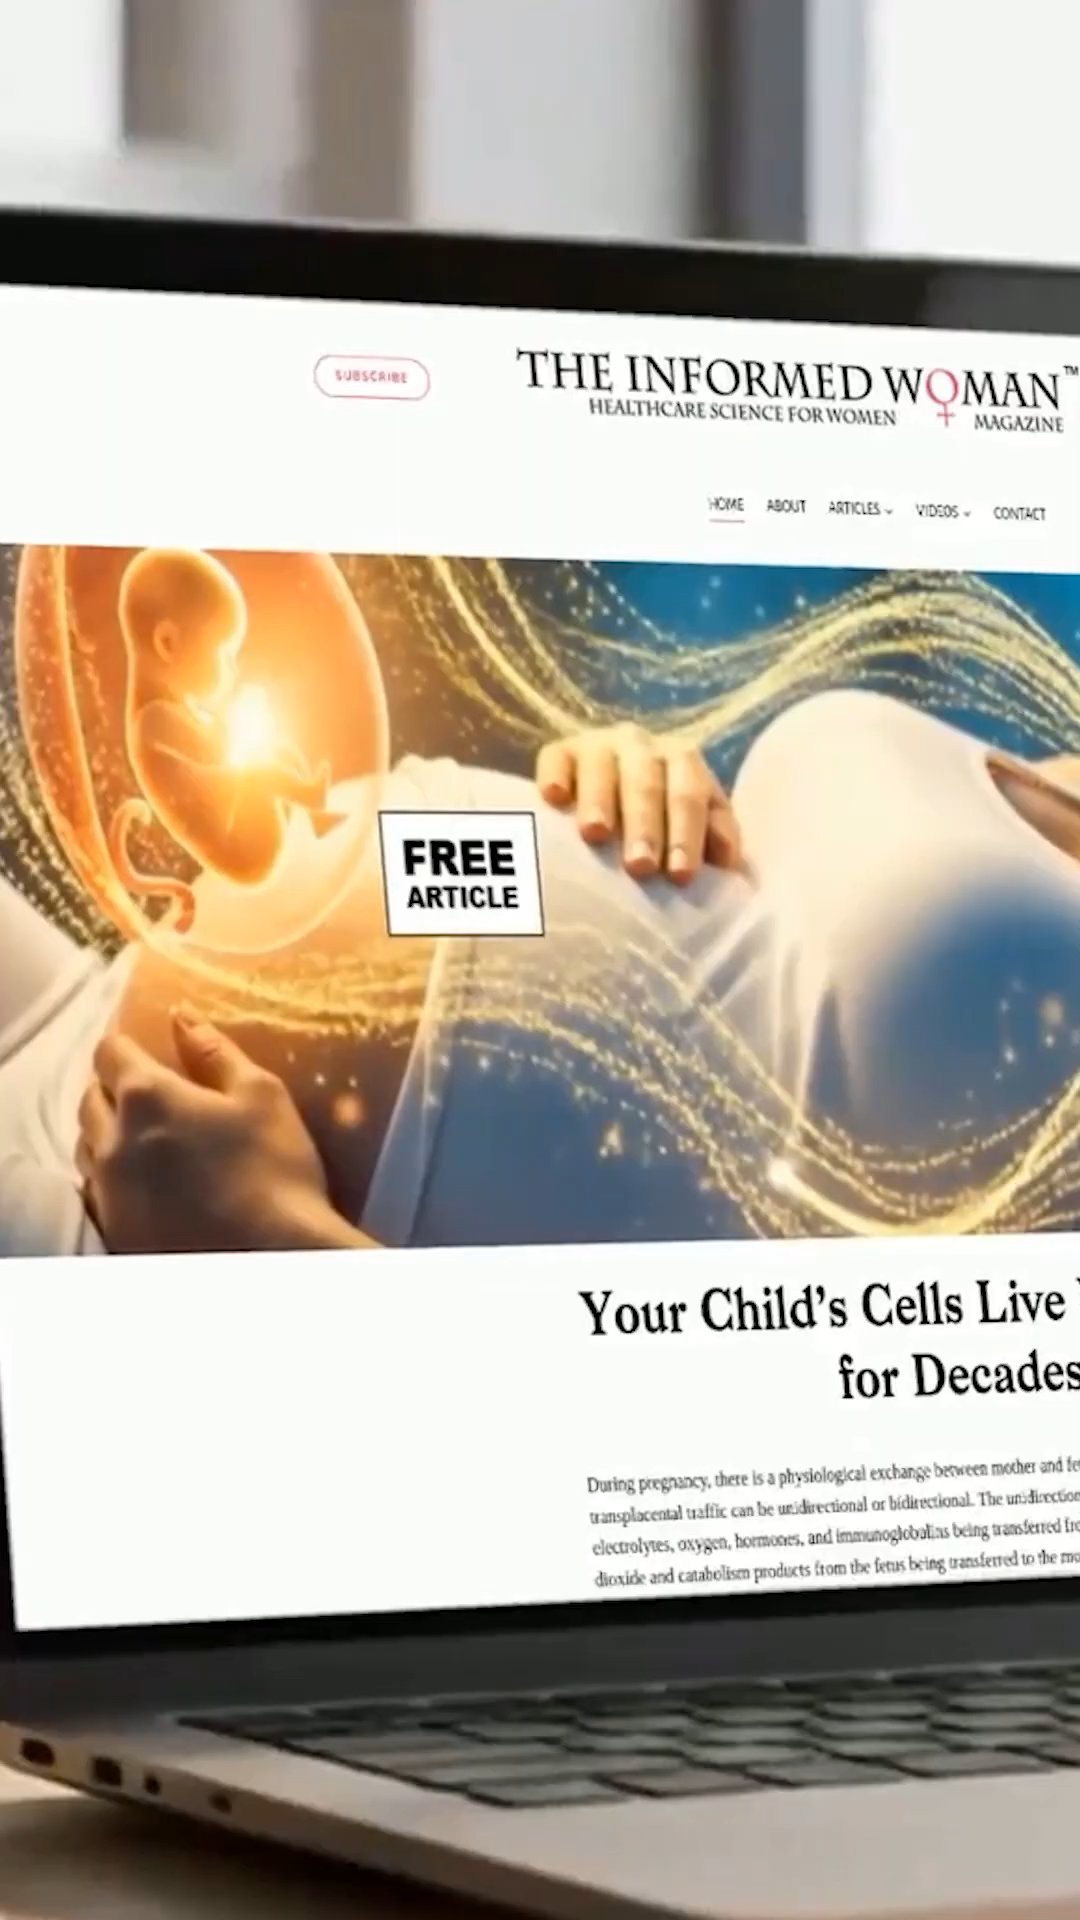 SUBSCRIBE
THE INFORMED WOMAN™
HEALTHCARE SCIENCE FOR WOMEN MAGAZINE
HOME ABOUT ARTICLES VIDEOS CONTACT
FREE
ARTICLE
Your Child's Cells Live
for Decades
During pregnancy, there is a physiological exchange between mother and
transplacental traffic can be unidirectional or bidirectional. The
electrolytes, oxygen, hormones, and immunoglobulins being transferred
dioxide and catabolism products from the fetus being transferred to the